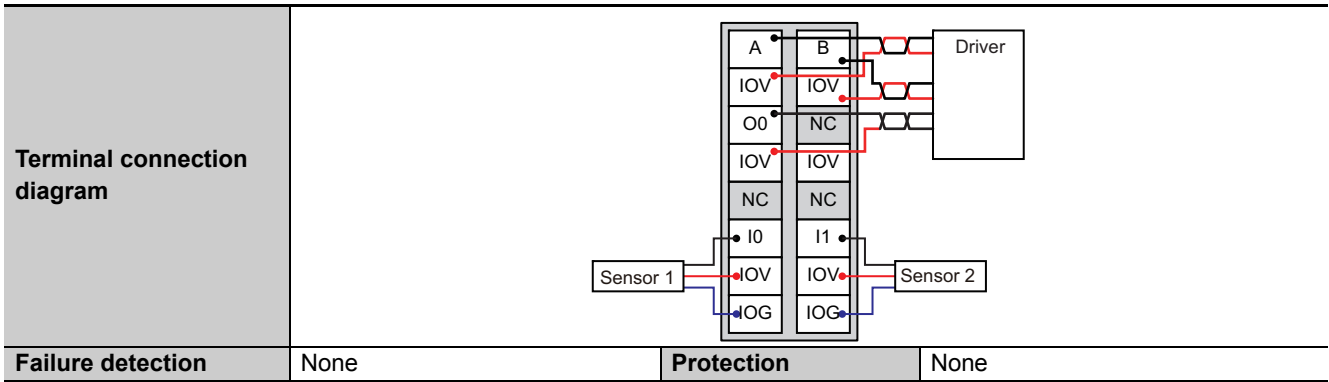 Terminal connection
diagram
A B Driver
IOV IOV
O0 NC
IOV IOV
NC NC
I0 I1
Sensor 1 IOV IOV Sensor 2
IOG IOG
Failure detection None Protection None